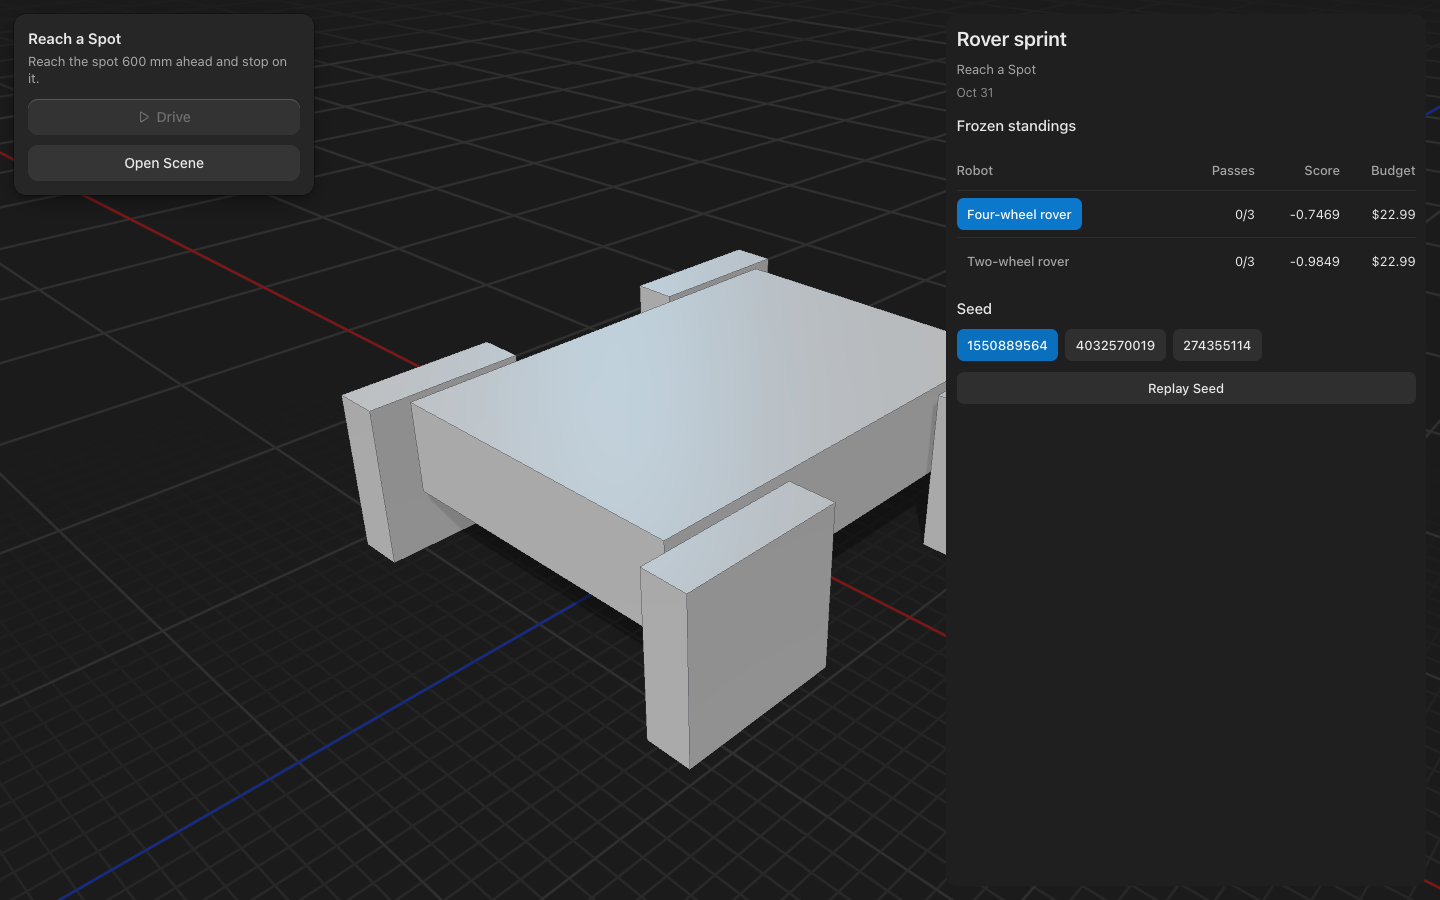 Reach a Spot
Reach the spot 600 mm ahead and stop on
it.
Drive
Open Scene
Rover sprint
Reach a Spot
Oct 31
Frozen standings
Robot Passes Score Budget
Four-wheel rover 0/3 -0.7469 $22.99
Two-wheel rover 0/3 -0.9849 $22.99
Seed
1550889564 4032570019 274355114
Replay Seed